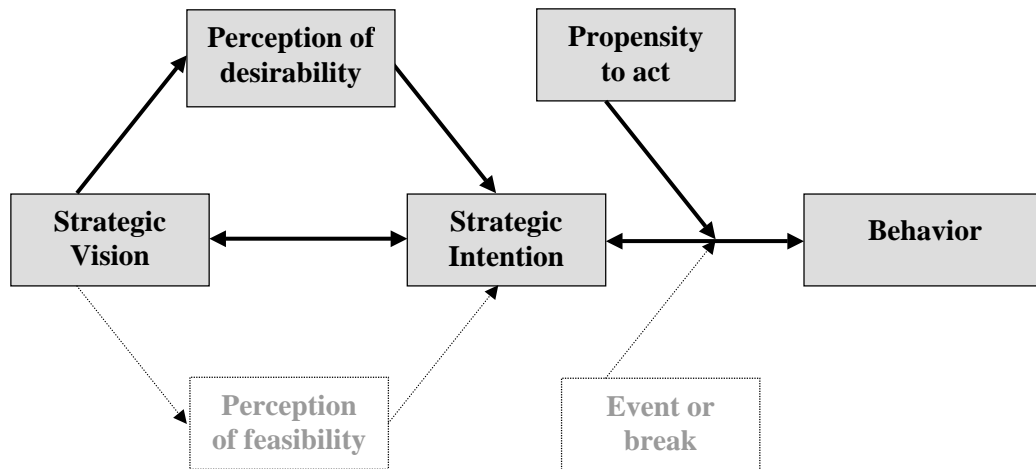 Perception of
desirability
Propensity
to act
Strategic
Vision
Strategic
Intention
Behavior
Perception
of feasibility
Event or
break